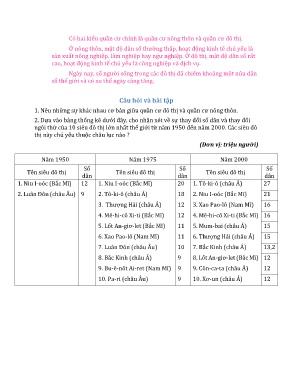 Có hai kiểu quần cư chính là quần cư nông thôn và quần cư đô thị.
Ở nông thôn, mật độ dân số thường thấp, hoạt động kinh tế chủ yếu là
sản xuất nông nghiệp, lâm nghiệp hay ngư nghiệp. Ở đô thị, mật độ dân số rất
cao, hoạt động kinh tế chủ yếu là công nghiệp và dịch vụ.
Ngày nay, số người sống trong các đô thị đã chiếm khoảng một nửa dân
số thế giới và có xu thế ngày càng tăng.
Câu hỏi và bài tập
1. Nêu những sự khác nhau cơ bản giữa quần cư đô thị và quần cư nông thôn.
2. Dựa vào bảng thống kê dưới đây, cho nhận xét về sự thay đổi số dân và thay đổi
ngôi thứ của 10 siêu đô thị lớn nhất thế giới từ năm 1950 đến năm 2000. Các siêu đô
thị này chủ yếu thuộc châu lục nào ?
(Đơn vị: triệu người)
Năm 1950 Năm 1975 Năm 2000
Tên siêu đô thị Số dân Tên siêu đô thị Số dân Tên siêu đô thị Số dân
1. Niu I-oóc (Bắc Mĩ) 12 1. Niu I-oóc (Bắc Mĩ) 20 1. Tô-ki-ô (châu Á) 27
2. Luân Đôn (châu Âu) 9 2. Tô-ki-ô (châu Á) 18 2. Niu I-oóc (Bắc Mĩ) 21
3. Thượng Hải (châu Á) 12 3. Xao Pao-lô (Nam Mĩ) 16
4. Mê-hi-cô Xi-ti (Bắc Mĩ) 12 4. Mê-hi-cô Xi-ti (Bắc Mĩ) 16
5. Lốt An-giơ-let (Bắc Mĩ) 11 5. Mum-bai (châu Á) 15
6. Xao Pao-lô (Nam Mĩ) 11 6. Thượng Hải (châu Á) 15
7. Luân Đôn (châu Âu) 10 7. Bắc Kinh (châu Á) 13,2
8. Bắc Kinh (châu Á) 9 8. Lốt An-giơ-let (Bắc Mĩ) 12
9. Bu-ê-nốt Ai-ret (Nam Mĩ) 9 9. Côn-ca-ta (châu Á) 12
10. Pa-ri (châu Âu) 9 10. Xơ-un (châu Á) 12